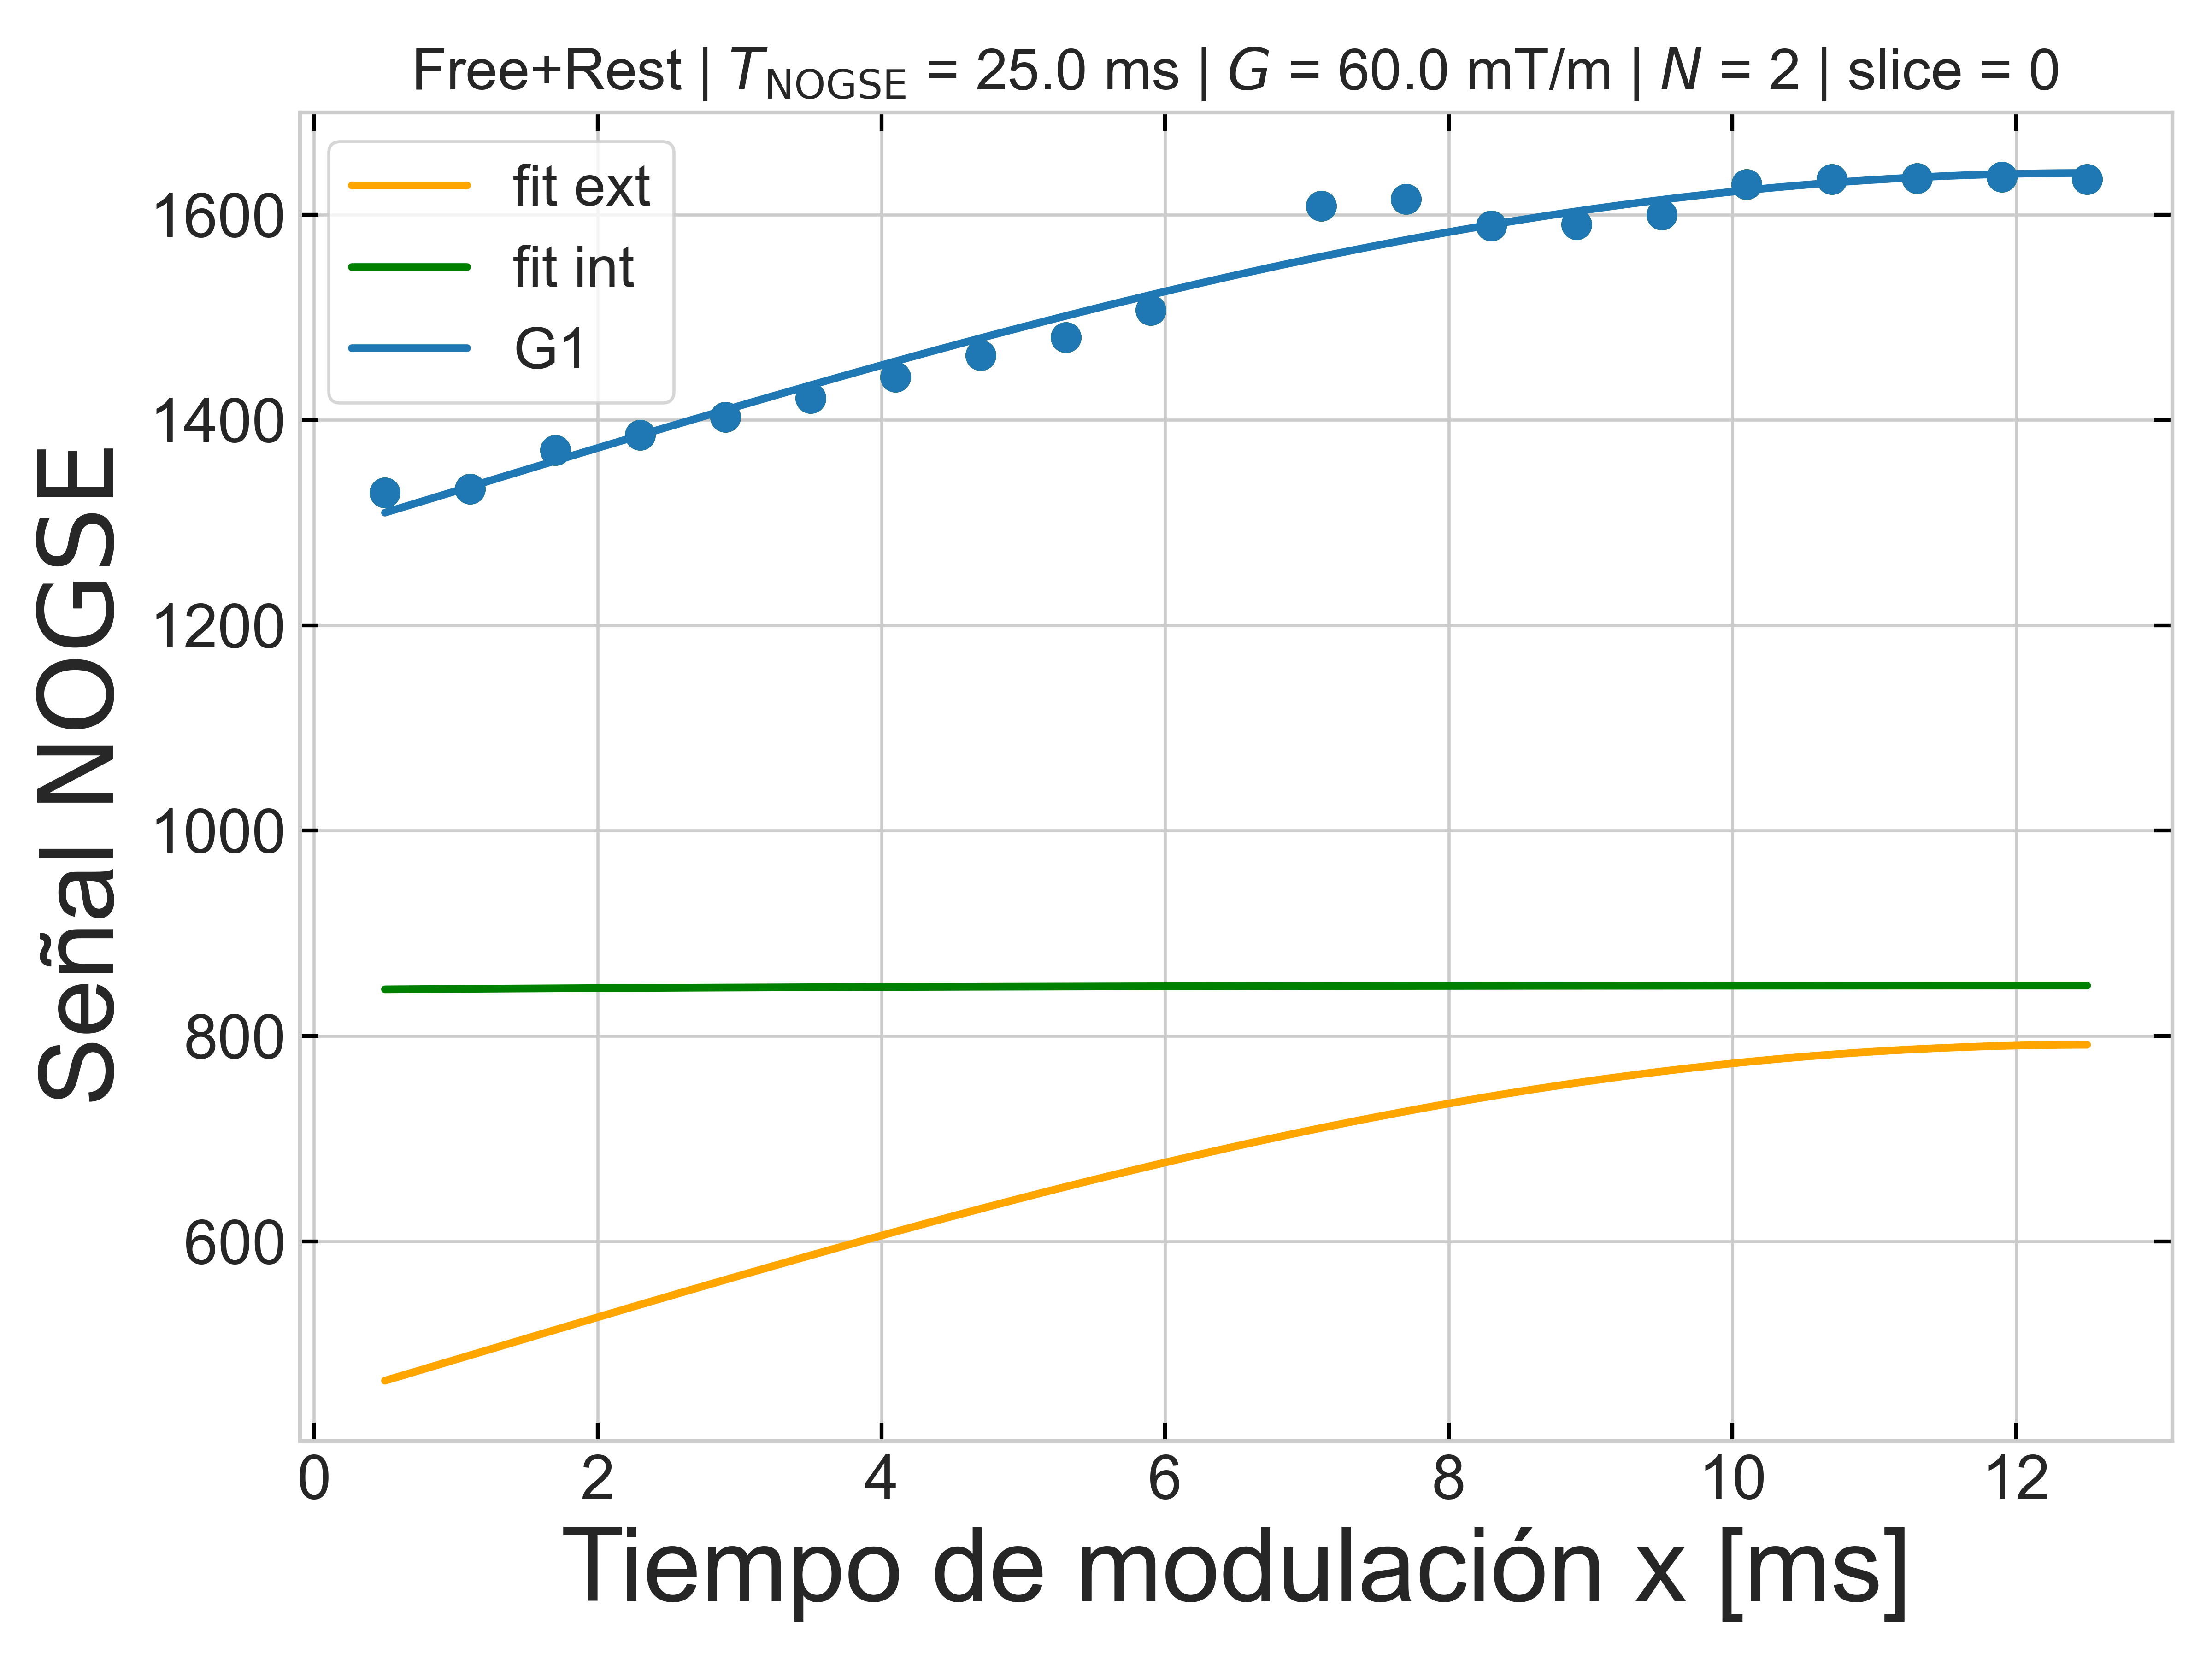 Free+Rest | T_NOGSE = 25.0 ms | G = 60.0 mT/m | N = 2 | slice = 0
fit ext
fit int
G1
1600
1400
1200
1000
800
600
Señal NOGSE
0 2 4 6 8 10 12
Tiempo de modulación x [ms]